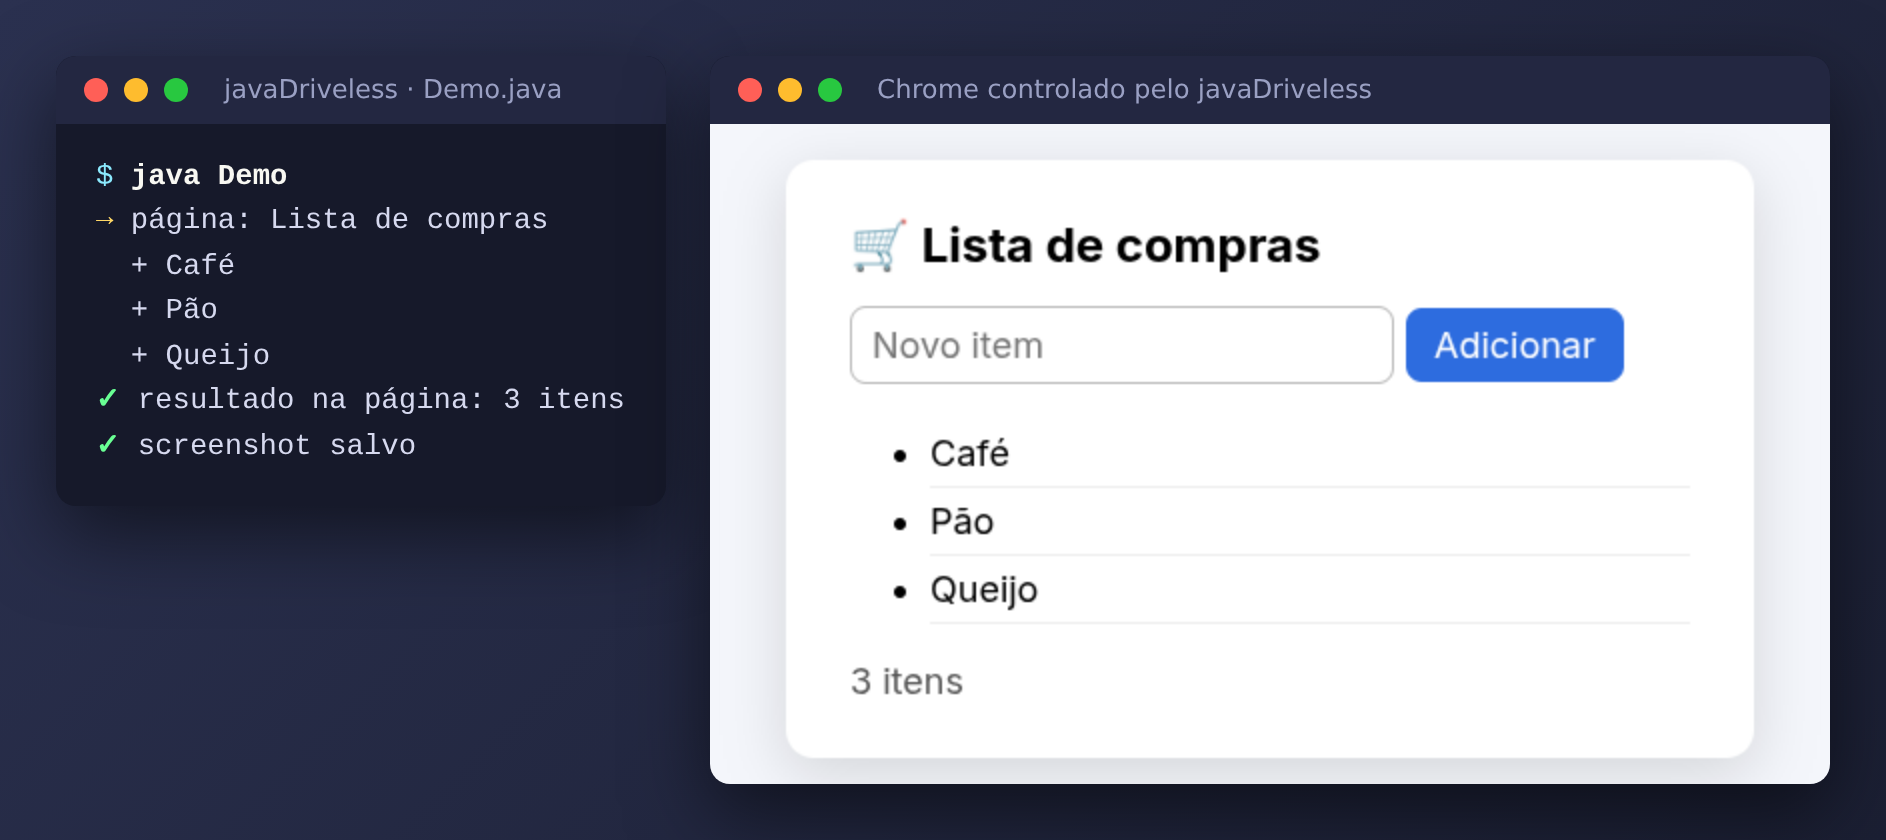 javaDriveless · Demo.java
$ java Demo
→ página: Lista de compras
+ Café
+ Pão
+ Queijo
✓ resultado na página: 3 itens
✓ screenshot salvo
Chrome controlado pelo javaDriveless
🛒 Lista de compras
Novo item
Adicionar
• Café
• Pão
• Queijo
3 itens